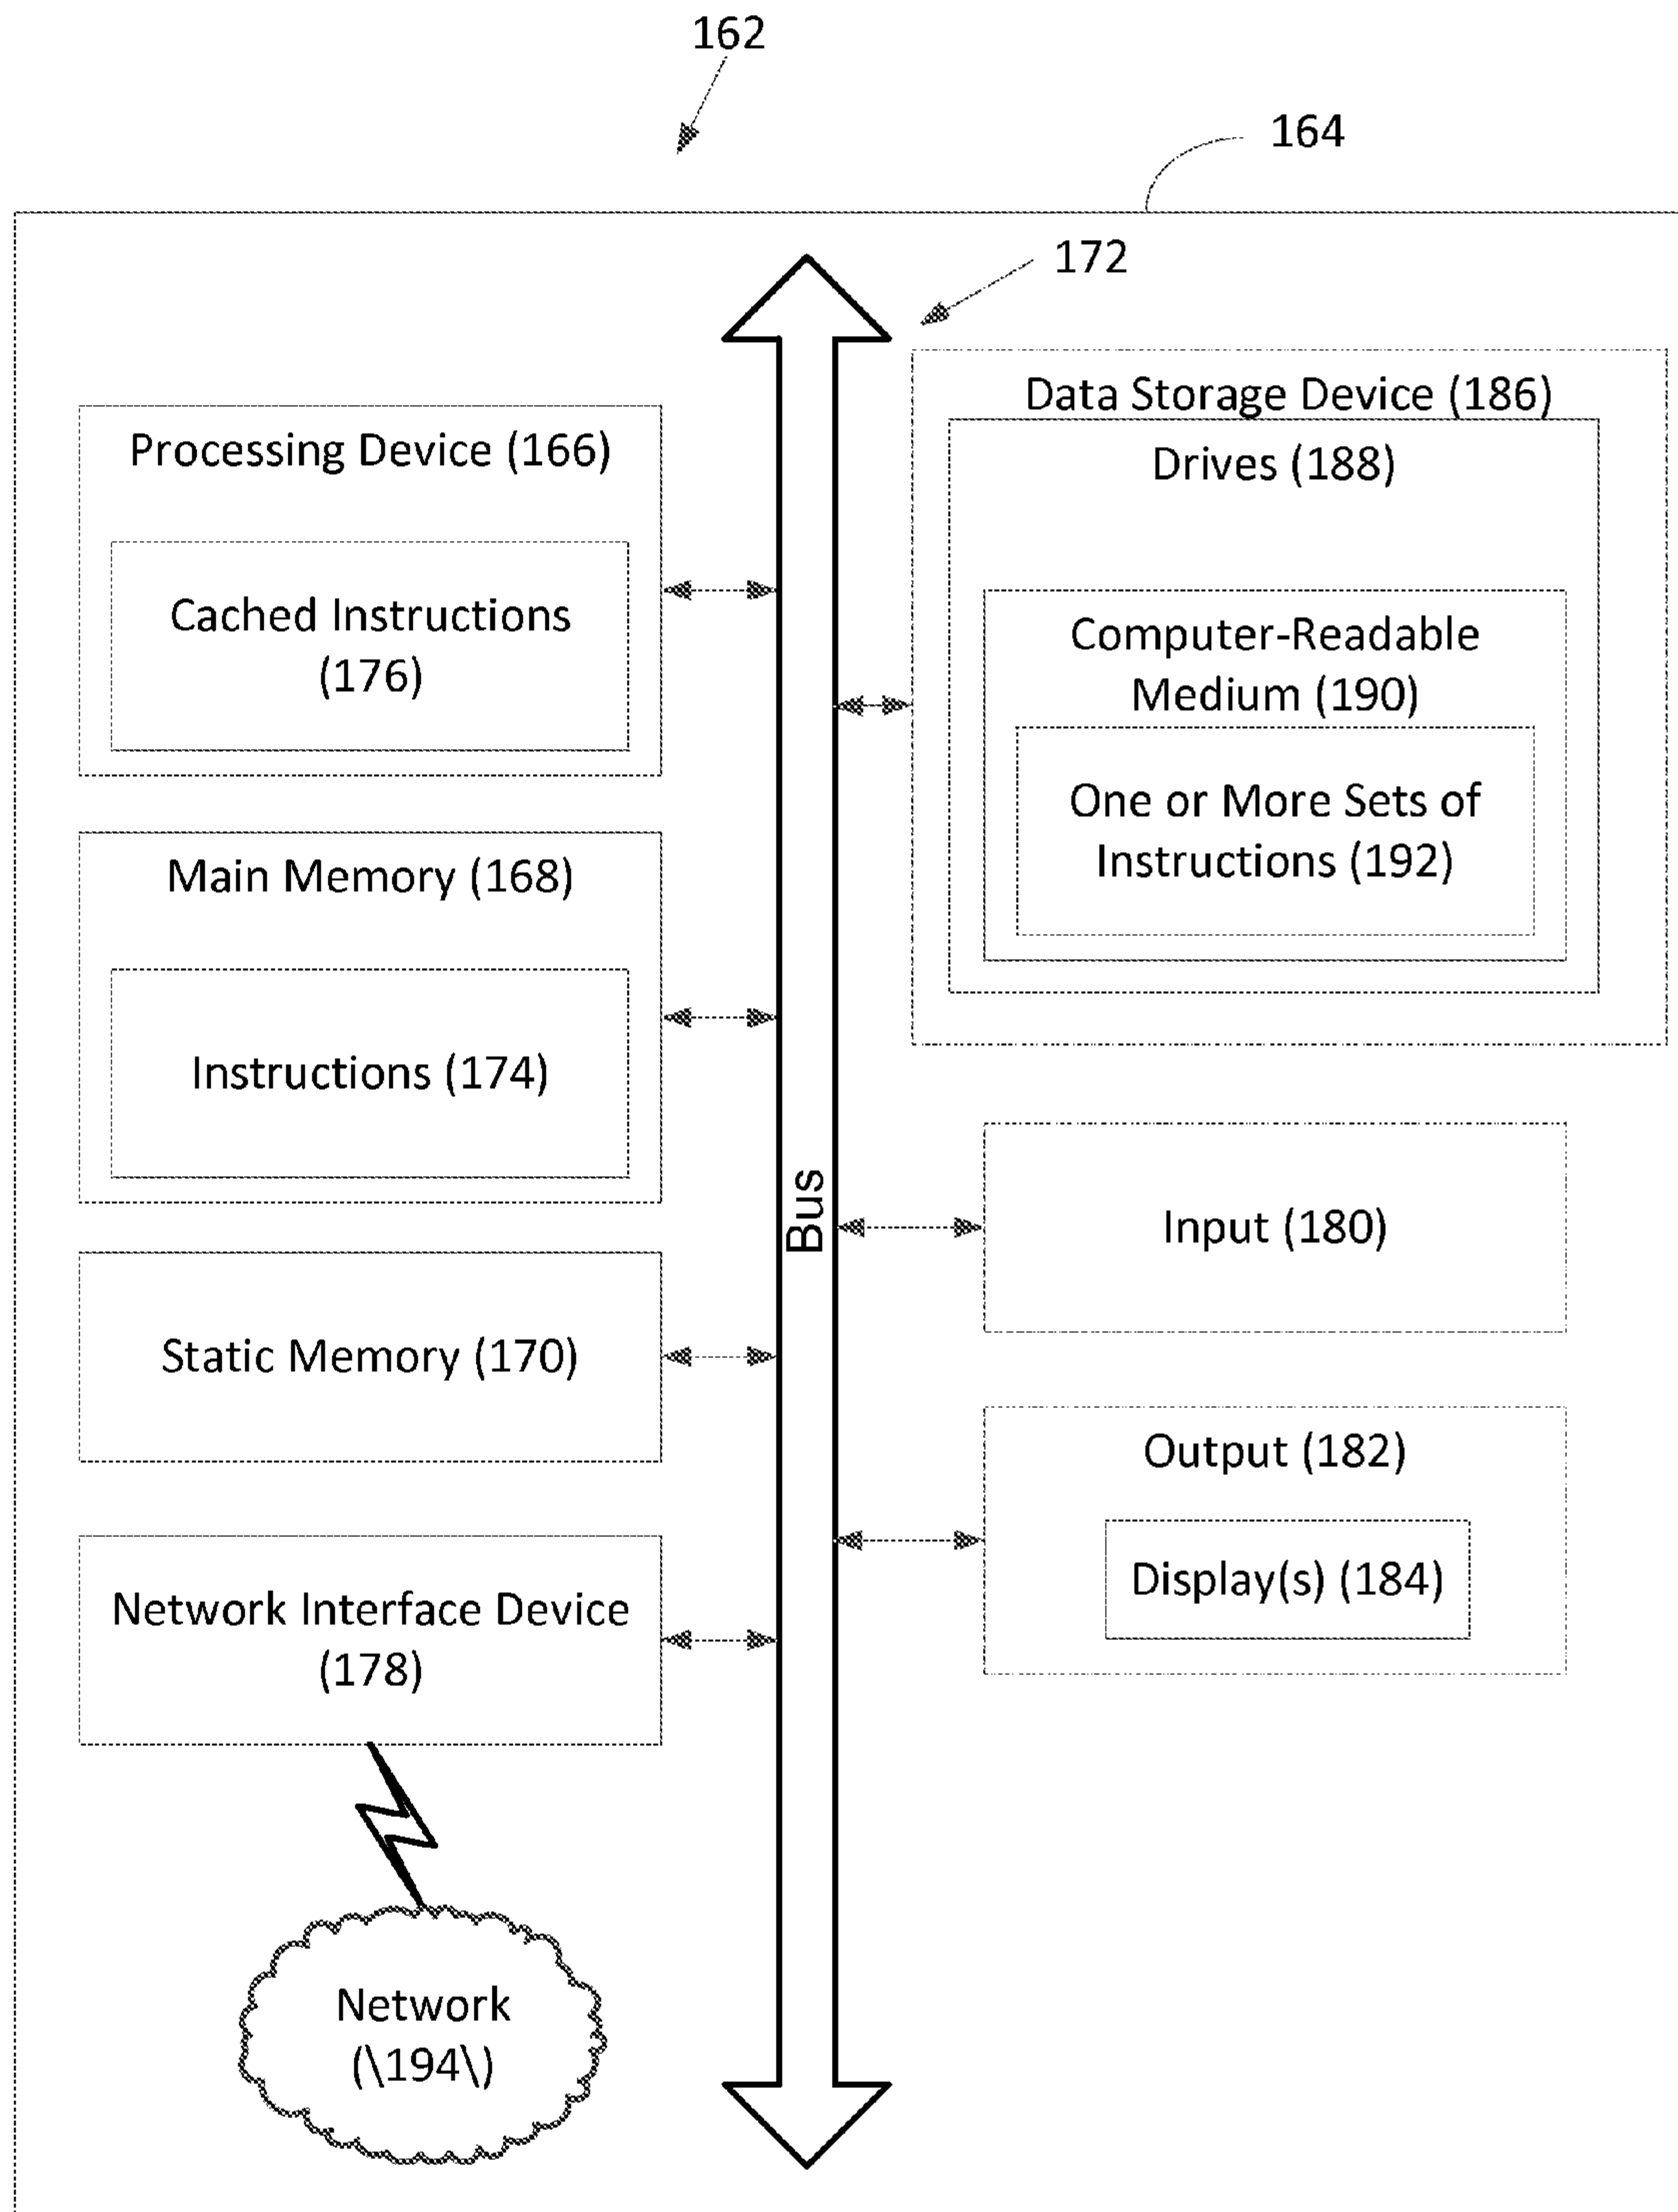 162
164
172
Processing Device (166)
Cached Instructions
(176)
Main Memory (168)
Instructions (174)
Static Memory (170)
Network Interface Device
(178)
Network
(\194\)
Bus
Data Storage Device (186)
Drives (188)
Computer-Readable
Medium (190)
One or More Sets of
Instructions (192)
Input (180)
Output (182)
Display(s) (184)